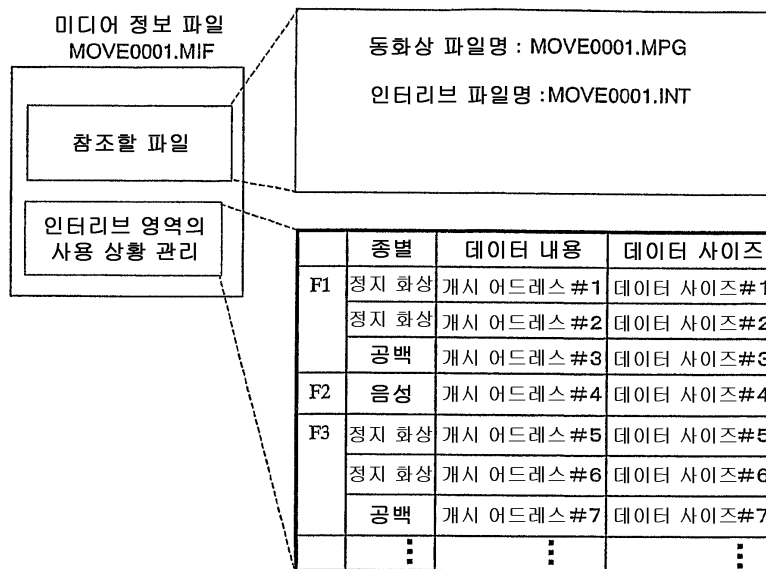 미디어 정보 파일
MOVE0001.MIF
참조할 파일
인터리브 영역의
사용 상황 관리
동화상 파일명 : MOVE0001.MPG
인터리브 파일명 :MOVE0001.INT
종별 데이터 내용 데이터 사이즈
F1 정지 화상 개시 어드레스 #1 데이터 사이즈#1
정지 화상 개시 어드레스 #2 데이터 사이즈#2
공백 개시 어드레스 #3 데이터 사이즈#3
F2 음성 개시 어드레스 #4 데이터 사이즈#4
F3 정지 화상 개시 어드레스 #5 데이터 사이즈#5
정지 화상 개시 어드레스 #6 데이터 사이즈#6
공백 개시 어드레스 #7 데이터 사이즈#7